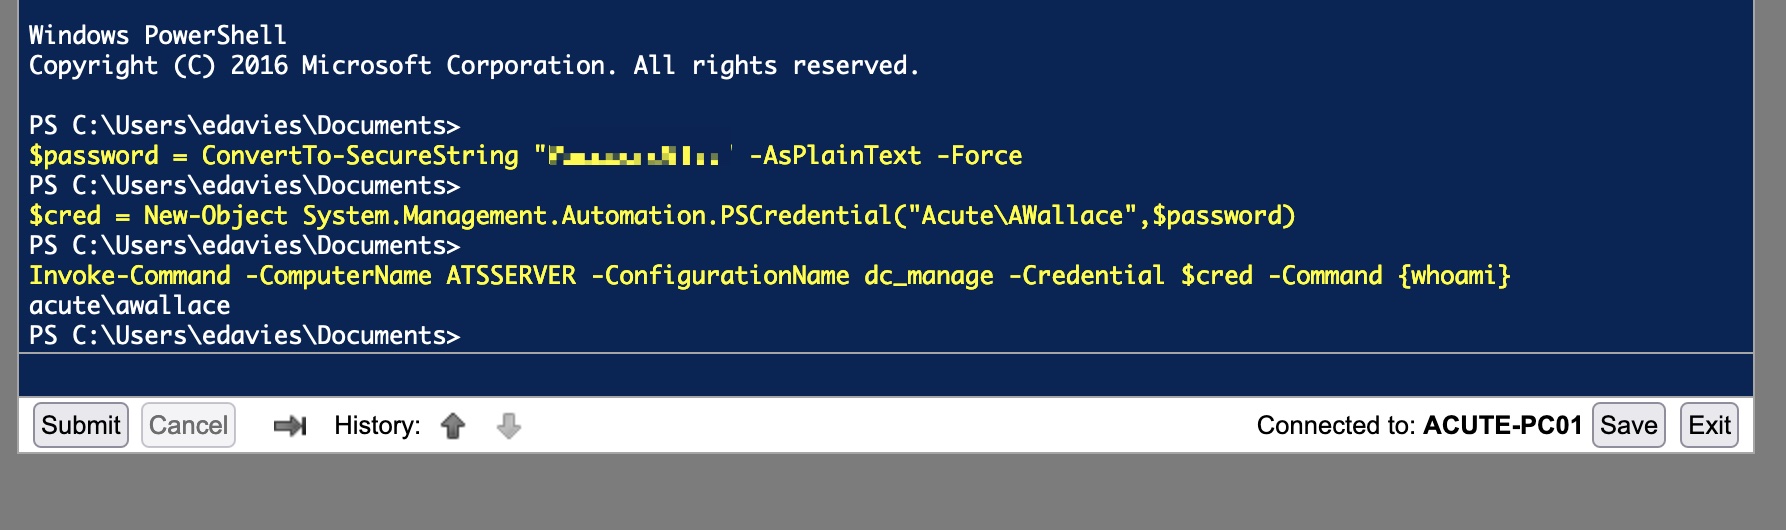 Windows PowerShell
Copyright (C) 2016 Microsoft Corporation. All rights reserved.
PS C:\Users\edavies\Documents>
$password = ConvertTo-SecureString " " -AsPlainText -Force
PS C:\Users\edavies\Documents>
$cred = New-Object System.Management.Automation.PSCredential("Acute\AWallace",$password)
PS C:\Users\edavies\Documents>
Invoke-Command -ComputerName ATSSERVER -ConfigurationName dc_manage -Credential $cred -Command {whoami}
acute\awallace
PS C:\Users\edavies\Documents>
Submit Cancel History: Connected to: ACUTE-PC01 Save Exit